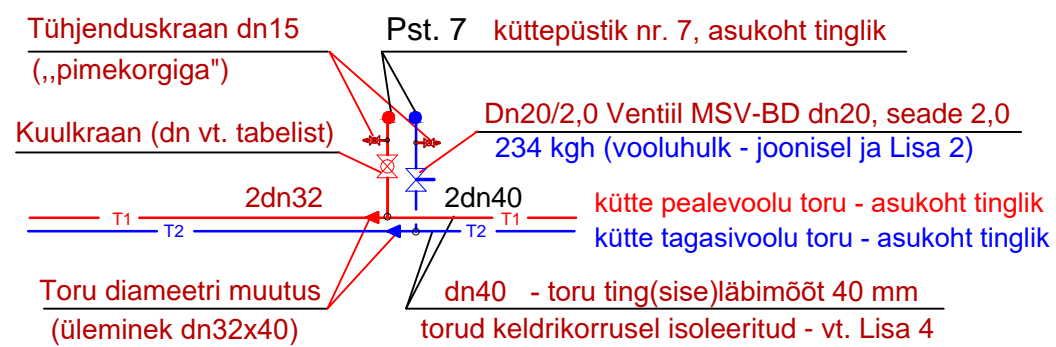 Tühjenduskraan dn15
(,,pimekorgiga")
Pst. 7 küttepüstik nr. 7, asukoht tinglik
Kuulkraan (dn vt. tabelist)
Dn20/2,0 Ventiil MSV-BD dn20, seade 2,0
234 kgh (vooluhulk - joonisel ja Lisa 2)
2dn32
2dn40
T1
T1
T2
T2
kütte pealevoolu toru - asukoht tinglik
kütte tagasivoolu toru - asukoht tinglik
Toru diameetri muutus
(üleminek dn32x40)
dn40 - toru ting(sise)läbimõõt 40 mm
torud keldrikorrusel isoleeritud - vt. Lisa 4